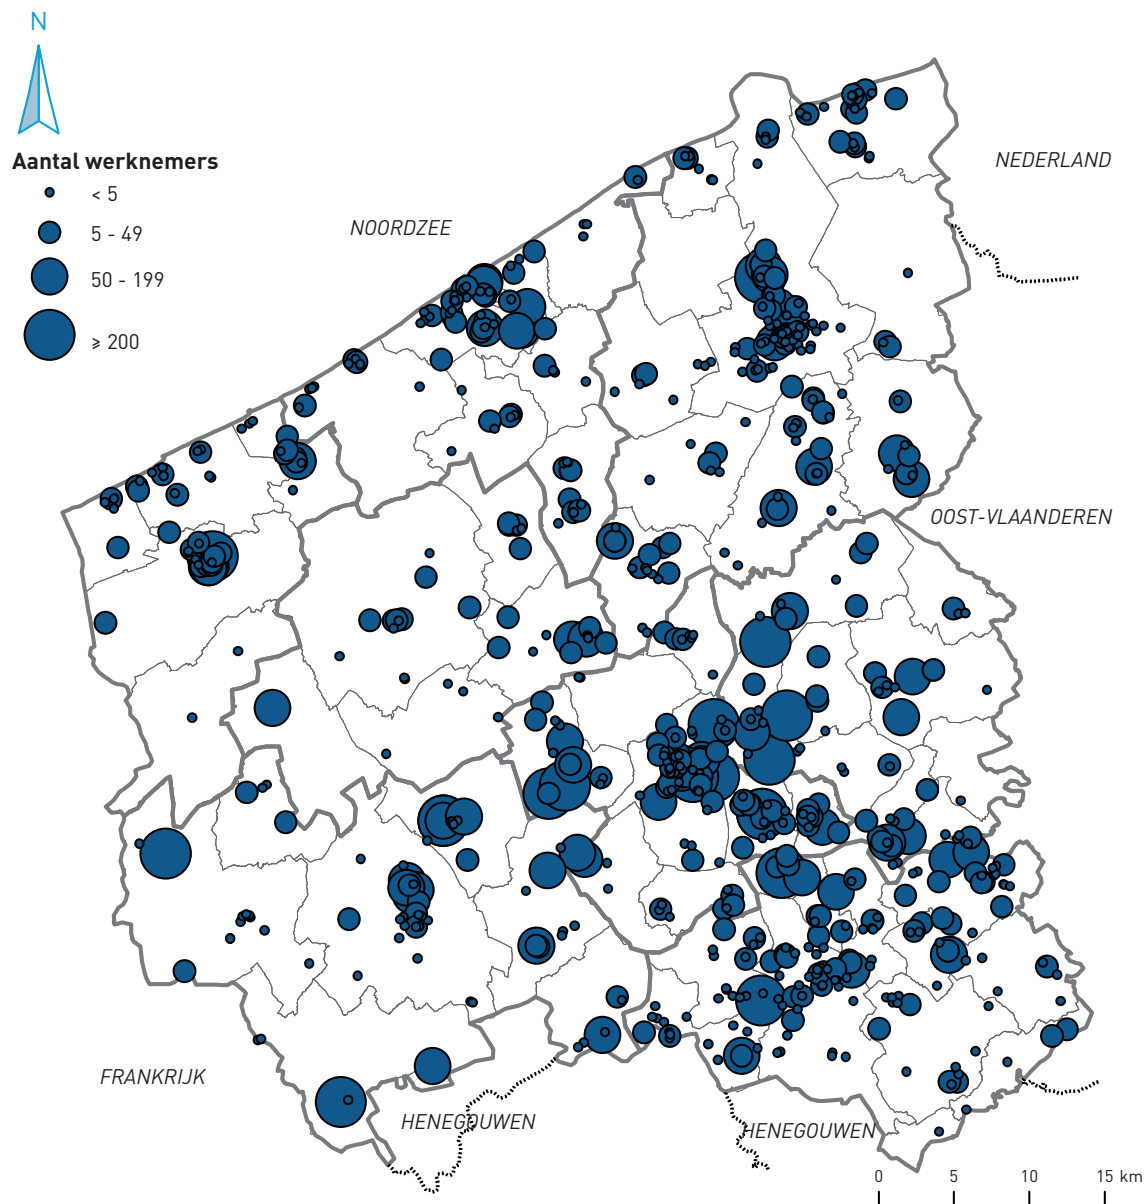 N
Aantal werknemers
< 5
5 - 49
50 - 199
⩾ 200
NOORDZEE
NEDERLAND
OOST-VLAANDEREN
FRANKRIJK
HENEGOUWEN
HENEGOUWEN
0 5 10 15 km